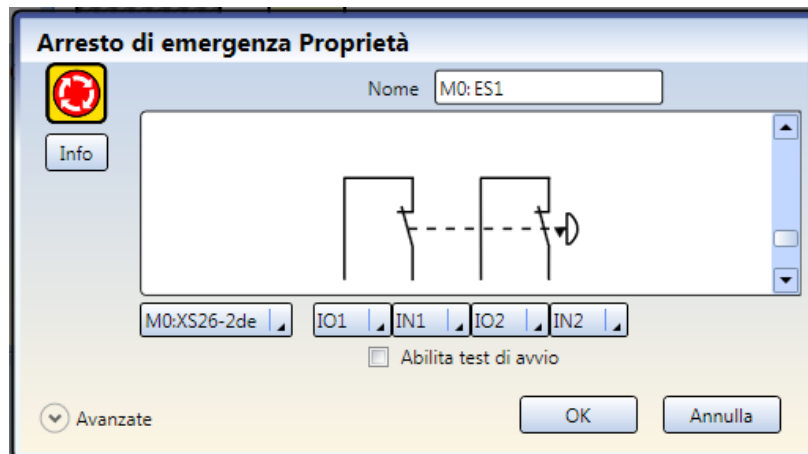 Arresto di emergenza Proprietà
Nome M0: ES1
Info
M0:XS26-2de IO1 IN1 IO2 IN2
Abilita test di avvio
Avanzate OK Annulla